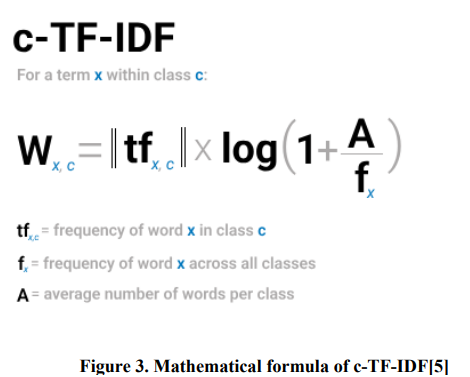 c-TF-IDF
For a term x within class c:
W x, c = ‖ tf x, c ‖ × log ( 1 + A / f x )
tf x,c = frequency of word x in class c
f x = frequency of word x across all classes
A = average number of words per class
Figure 3. Mathematical formula of c-TF-IDF[5]